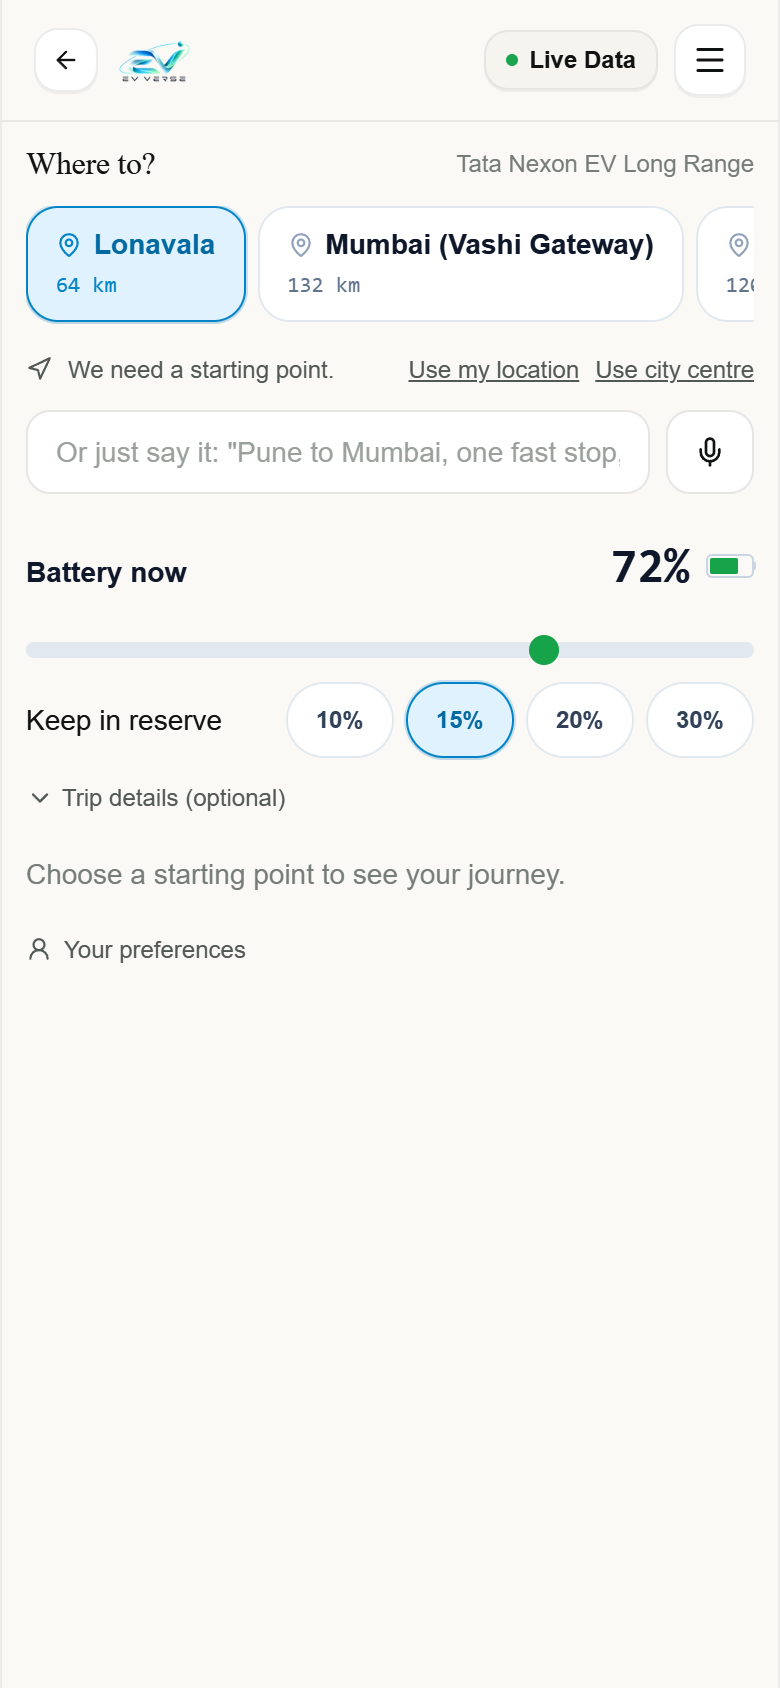 EV VERSE
Live Data
Where to?
Tata Nexon EV Long Range
Lonavala
64 km
Mumbai (Vashi Gateway)
132 km
We need a starting point.
Use my location
Use city centre
Or just say it: "Pune to Mumbai, one fast stop,
Battery now
72%
Keep in reserve
10%
15%
20%
30%
Trip details (optional)
Choose a starting point to see your journey.
Your preferences